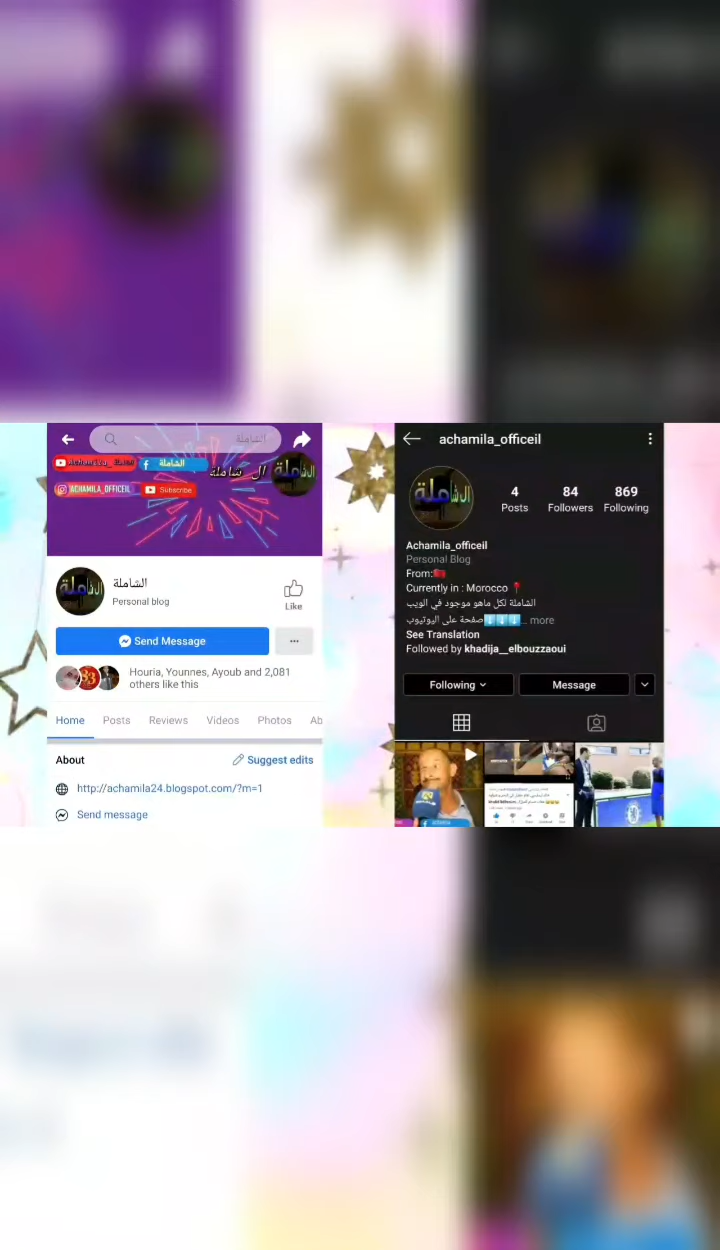 الشاملة
الشاملة
ال شاملة
ACHAMILA_OFFICEIL
Subscribe
الشاملة
الشاملة
Personal blog
Like
Send Message
Houria, Younnes, Ayoub and 2,081
others like this
Home Posts Reviews Videos Photos Ab
About
Suggest edits
http://achamila24.blogspot.com/?m=1
Send message
achamila_officeil
الشاملة
4 84 869
Posts Followers Following
Achamila_officeil
Personal Blog
From:
Currently in : Morocco
الشاملة لكل ماهو موجود في الويب
صفحة على اليوتيوب... more
See Translation
Followed by khadija__elbouzzaoui
Following
Message